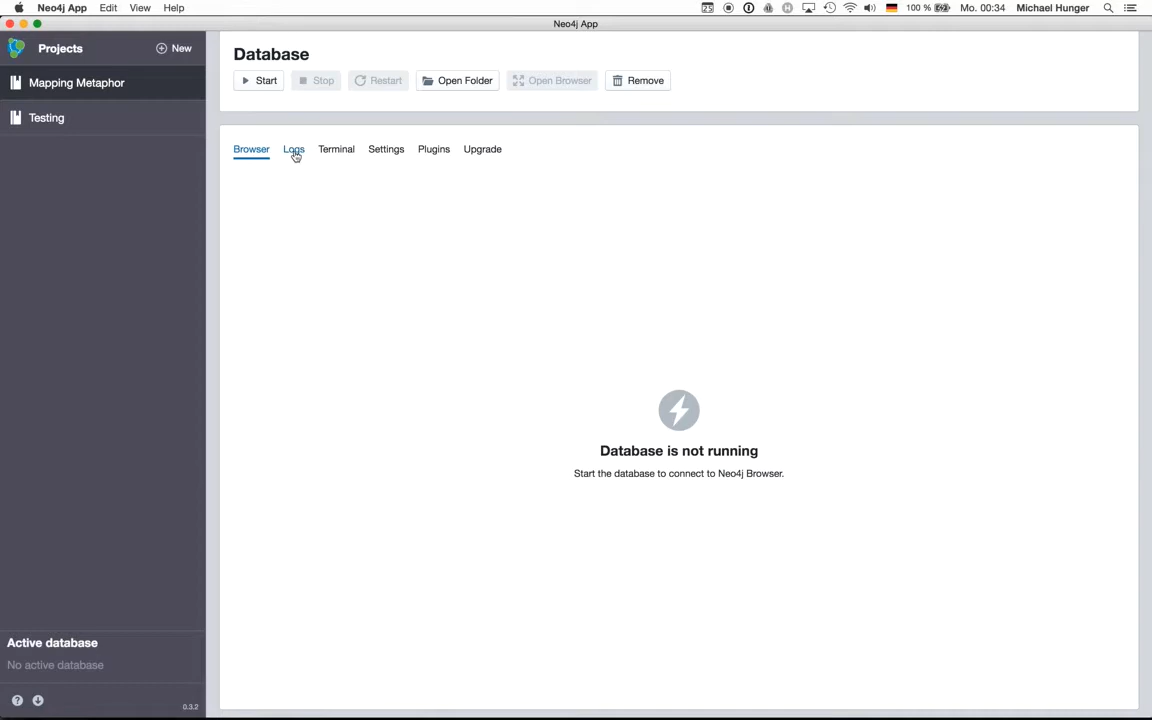 Neo4j App Edit View Help 25 100 % Mo. 00:34 Michael Hunger
Neo4j App
Projects New
Mapping Metaphor
Testing
Database
Start Stop Restart Open Folder Open Browser Remove
Browser Logs Terminal Settings Plugins Upgrade
Database is not running
Start the database to connect to Neo4j Browser.
Active database
No active database
0.3.2